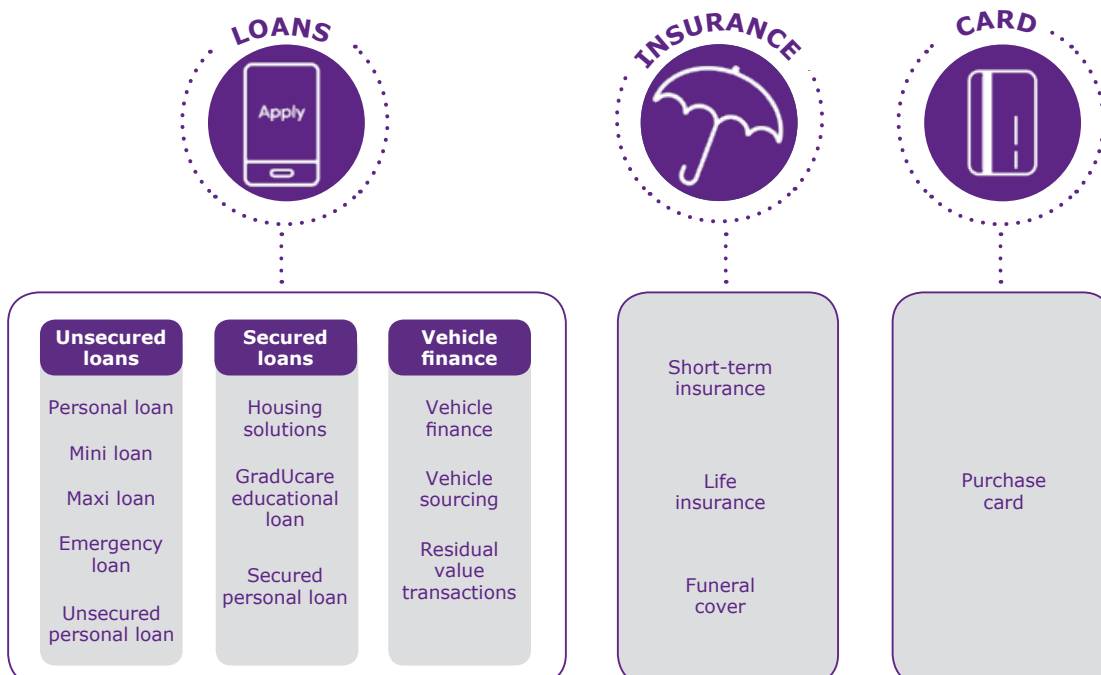 LOANS
Apply
Unsecured
loans
Personal loan
Mini loan
Maxi loan
Emergency
loan
Unsecured
personal loan
Secured
loans
Housing
solutions
GradUcare
educational
loan
Secured
personal loan
Vehicle
finance
Vehicle
finance
Vehicle
sourcing
Residual
value
transactions
INSURANCE
Short-term
insurance
Life
insurance
Funeral
cover
CARD
Purchase
card